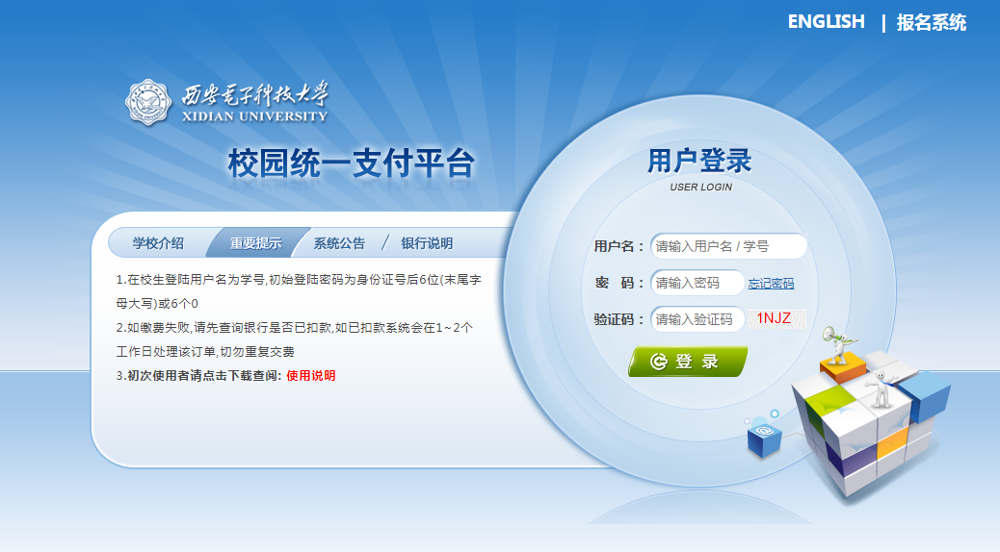 ENGLISH | 报名系统
西安电子科技大学
XIDIAN UNIVERSITY
校园统一支付平台
学校介绍 重要提示 系统公告 / 银行说明
1.在校生登陆用户名为学号,初始登陆密码为身份证号后6位(末尾字
母大写)或6个0
2.如缴费失败,请先查询银行是否已扣款,如已扣款系统会在1~2个
工作日处理该订单,切勿重复交费
3.初次使用者请点击下载查阅: 使用说明
用户登录
USER LOGIN
用户名： 请输入用户名 / 学号
密 码： 请输入密码 忘记密码
验证码： 请输入验证码 1NJZ
登 录
@